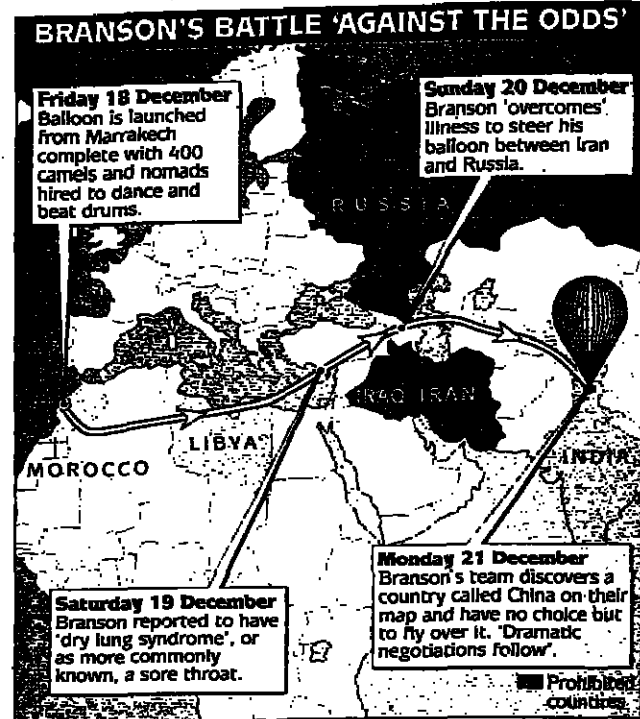 BRANSON'S BATTLE 'AGAINST THE ODDS'
Friday 18 December
Balloon is launched
from Marrakech
complete with 400
camels and nomads
hired to dance and
beat drums.
Sunday 20 December
Branson 'overcomes'
illness to steer his
balloon between Iran
and Russia.
RUSSIA
IRAQ IRAN
LIBYA
INDIA
MOROCCO
Saturday 19 December
Branson reported to have
'dry lung syndrome', or
as more commonly
known, a sore throat.
Monday 21 December
Branson's team discovers a
country called China on their
map and have no choice but
to fly over it. 'Dramatic
negotiations follow'.
Prohibited
countries